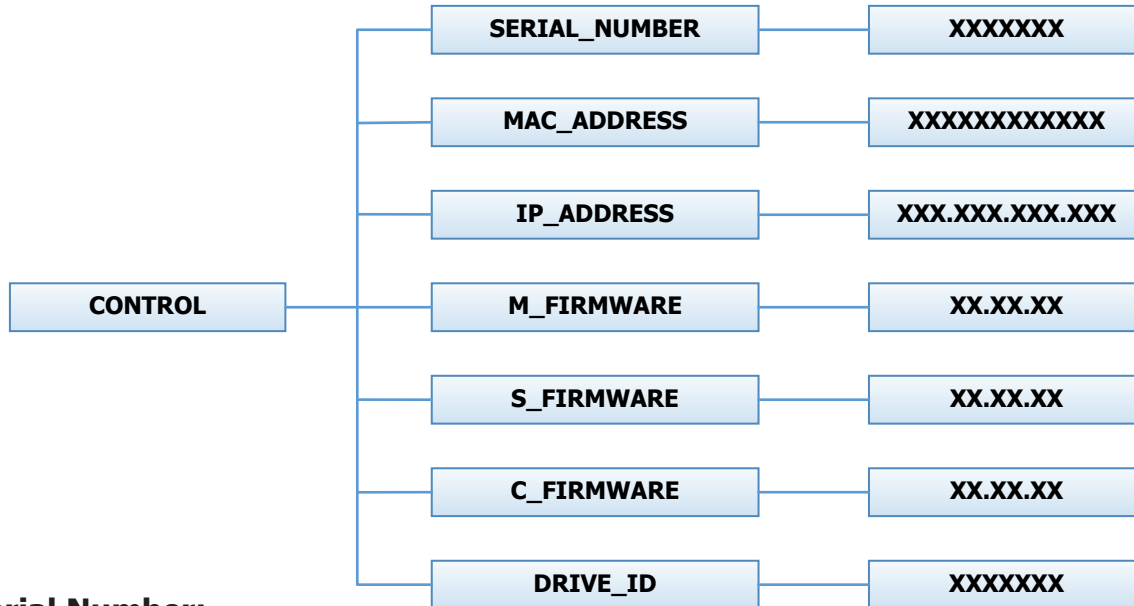 SERIAL_NUMBER XXXXXXX
MAC_ADDRESS XXXXXXXXXXXX
IP_ADDRESS XXX.XXX.XXX.XXX
CONTROL M_FIRMWARE XX.XX.XX
S_FIRMWARE XX.XX.XX
C_FIRMWARE XX.XX.XX
DRIVE_ID XXXXXXX